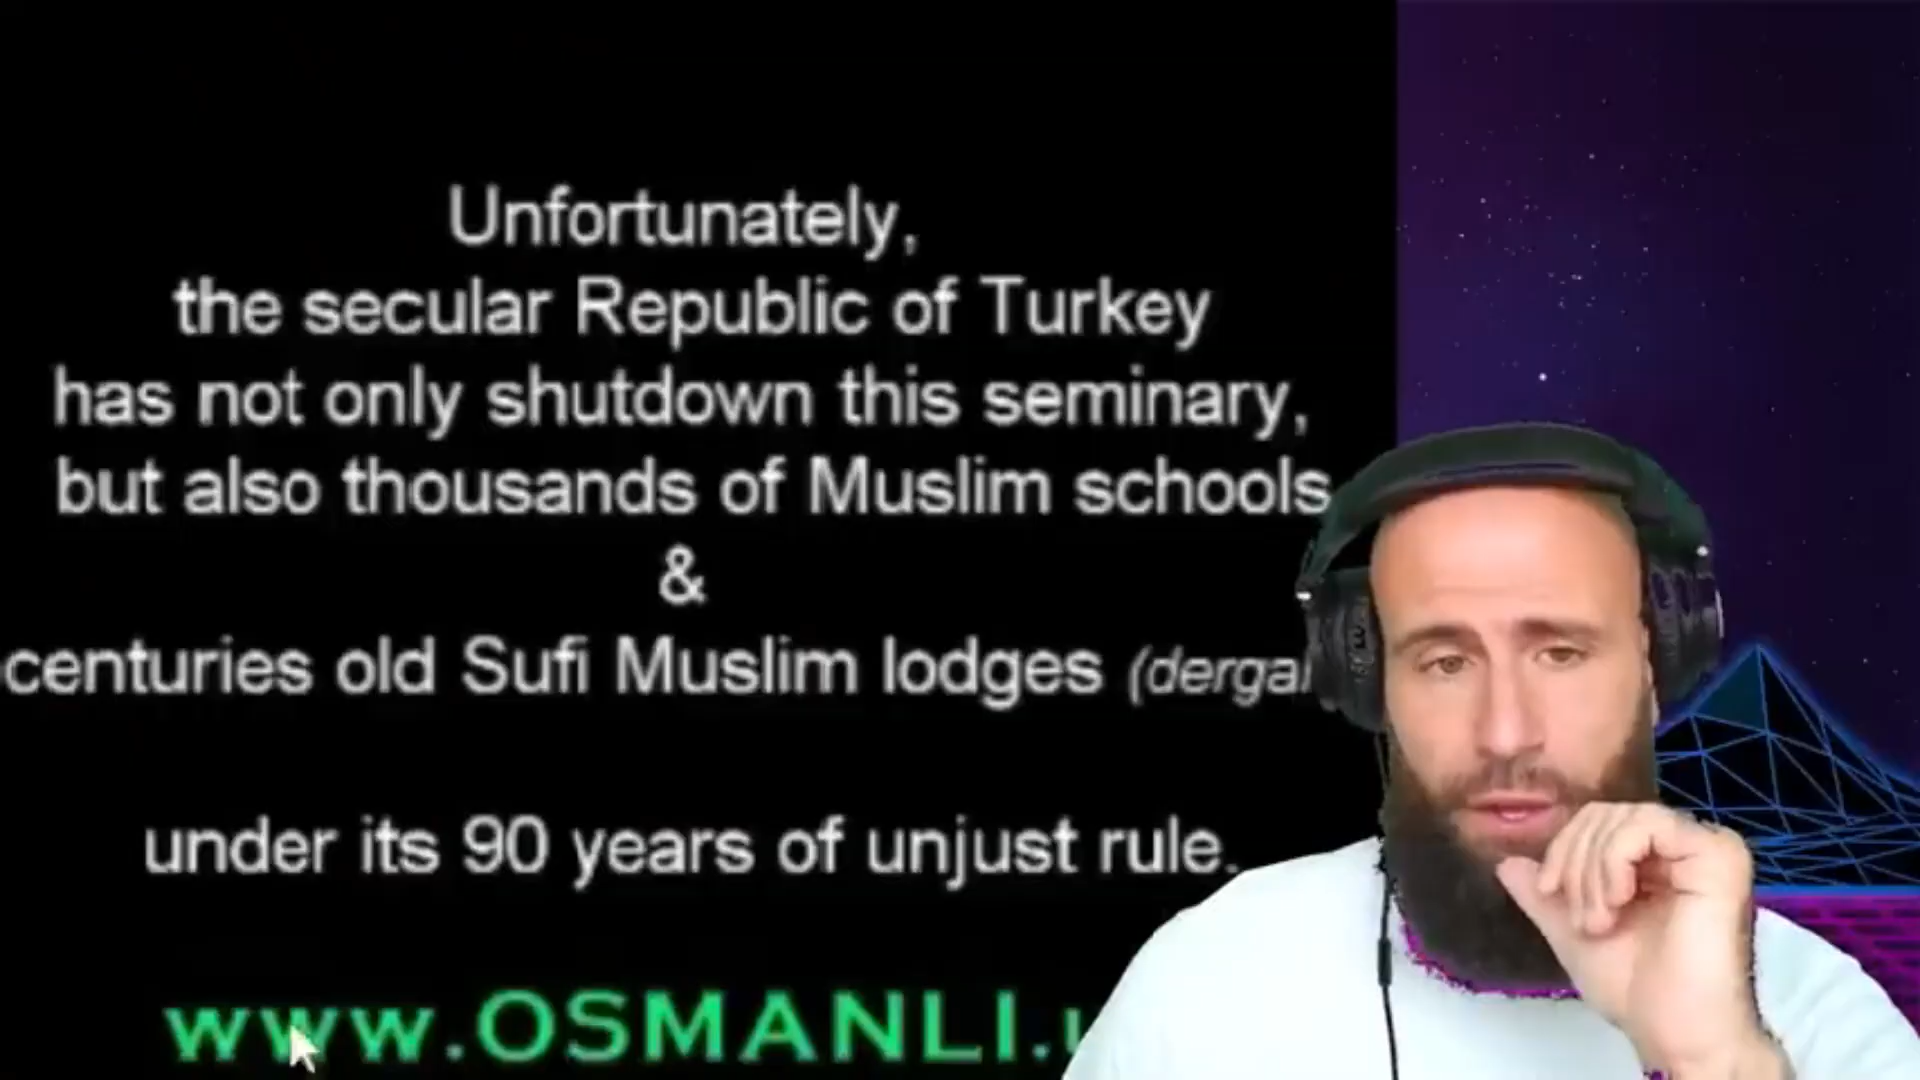 Unfortunately,
the secular Republic of Turkey
has not only shutdown this seminary,
but also thousands of Muslim schools
&
centuries old Sufi Muslim lodges
under its 90 years of unjust rule.
www.OSMANLI.